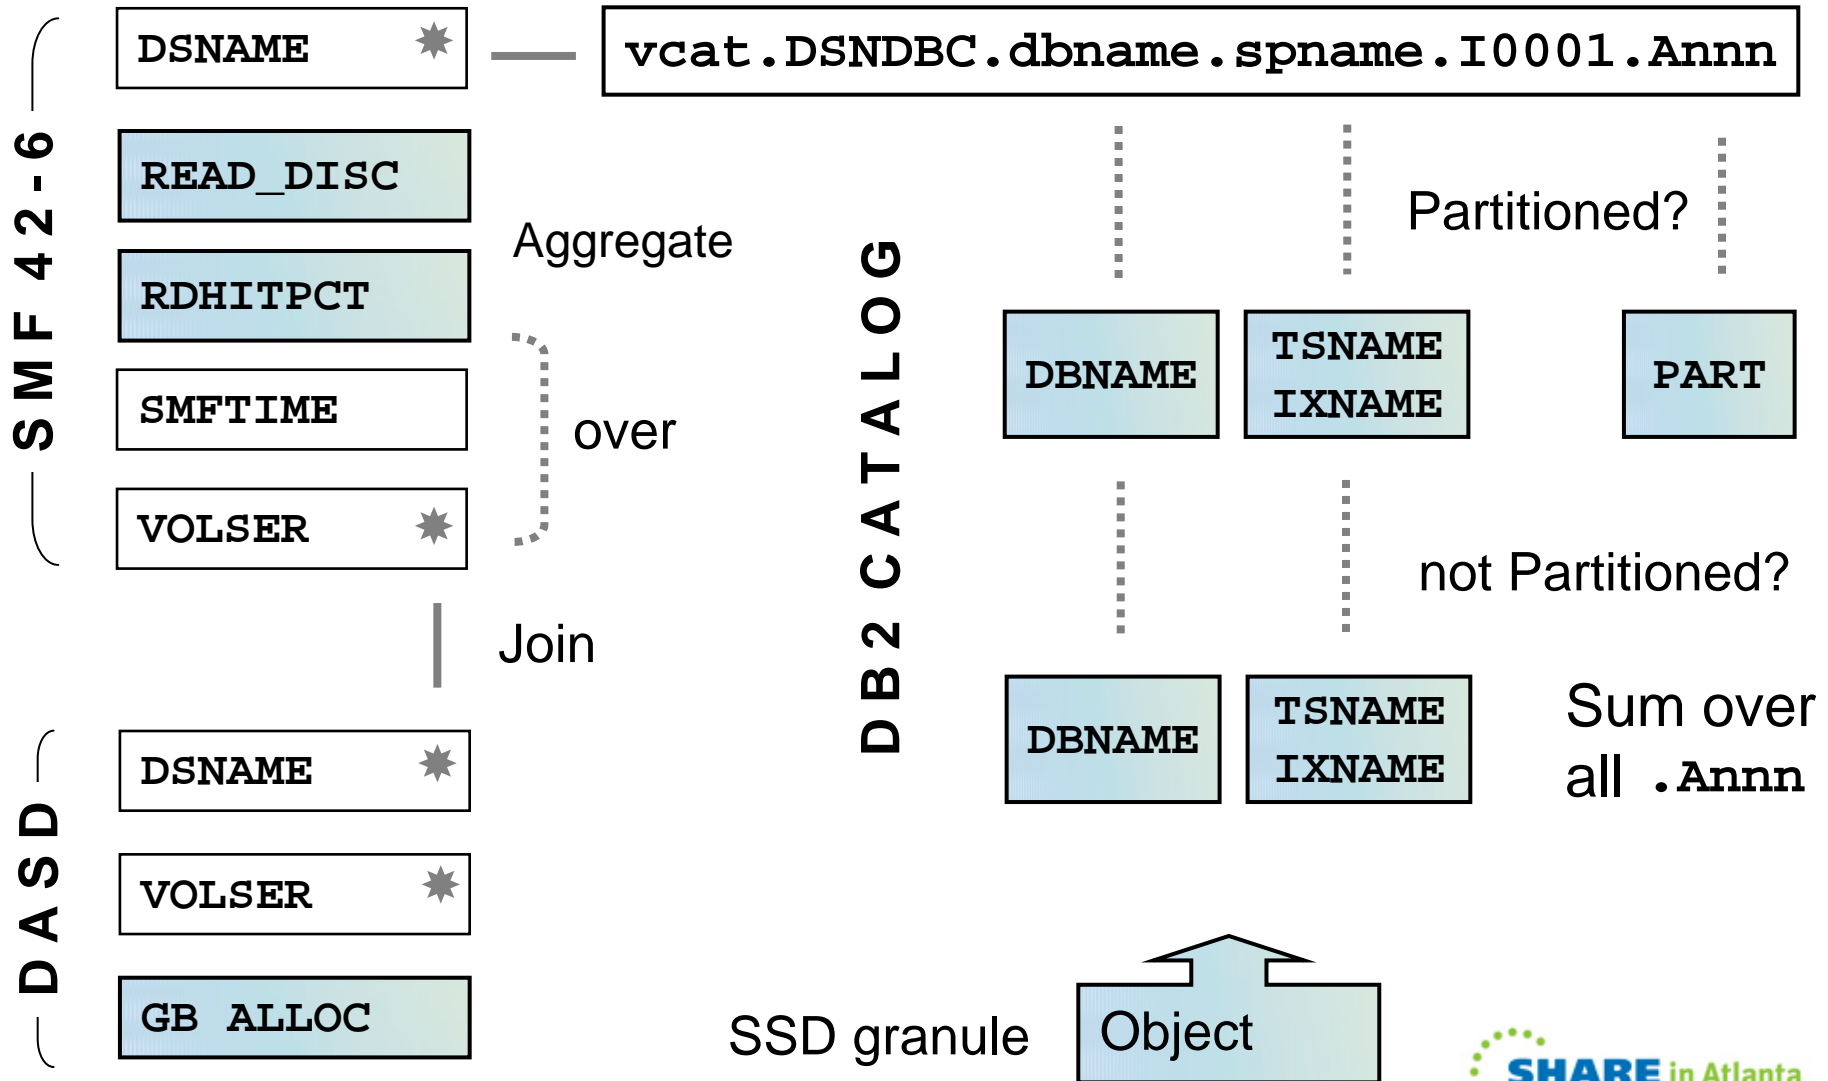 SMF 42-6
DSNAME
READ_DISC
RDHITPCT
SMFTIME
VOLSER
Aggregate
over
Join
DASD
DSNAME
VOLSER
GB ALLOC
vcat.DSNDBC.dbname.spname.I0001.Annn
DB2 CATALOG
Partitioned?
DBNAME
TSNAME
IXNAME
PART
not Partitioned?
DBNAME
TSNAME
IXNAME
Sum over
all .Annn
SSD granule
Object
SHARE in Atlanta